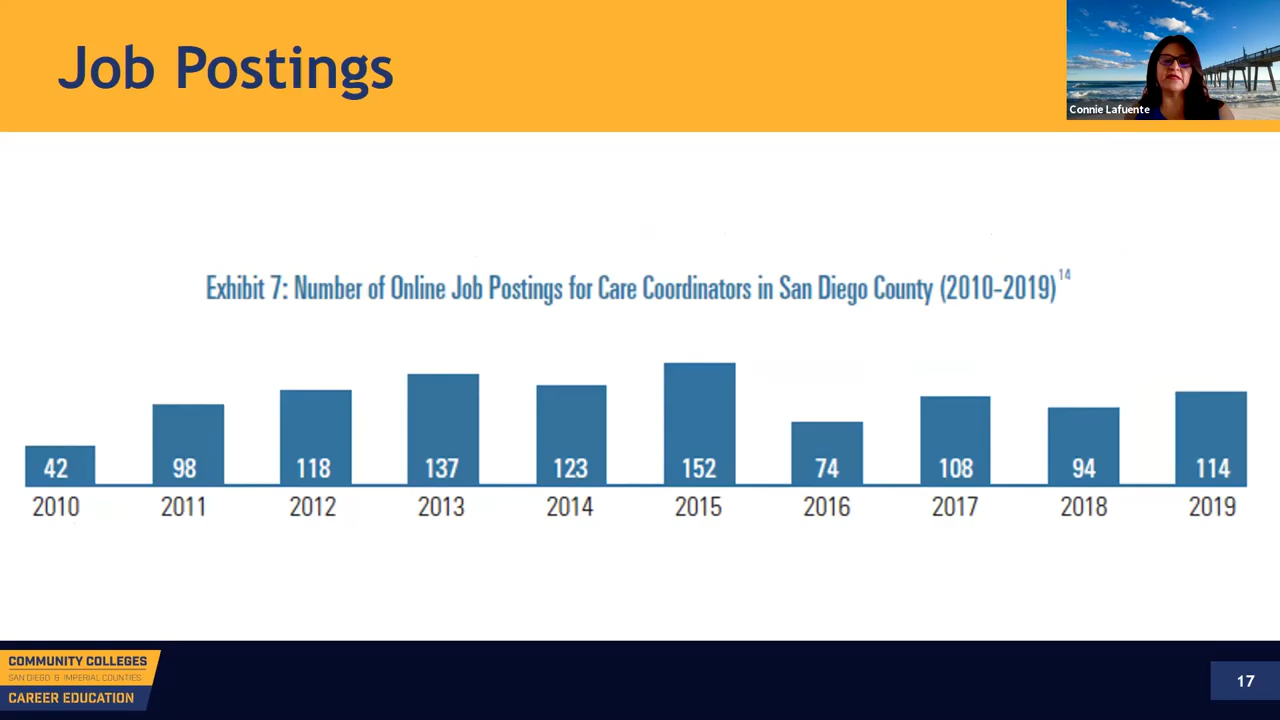 Job Postings
Connie Lafuente
Exhibit 7: Number of Online Job Postings for Care Coordinators in San Diego County (2010-2019)14
42 98 118 137 123 152 74 108 94 114
2010 2011 2012 2013 2014 2015 2016 2017 2018 2019
COMMUNITY COLLEGES
SAN DIEGO & IMPERIAL COUNTIES
CAREER EDUCATION
17